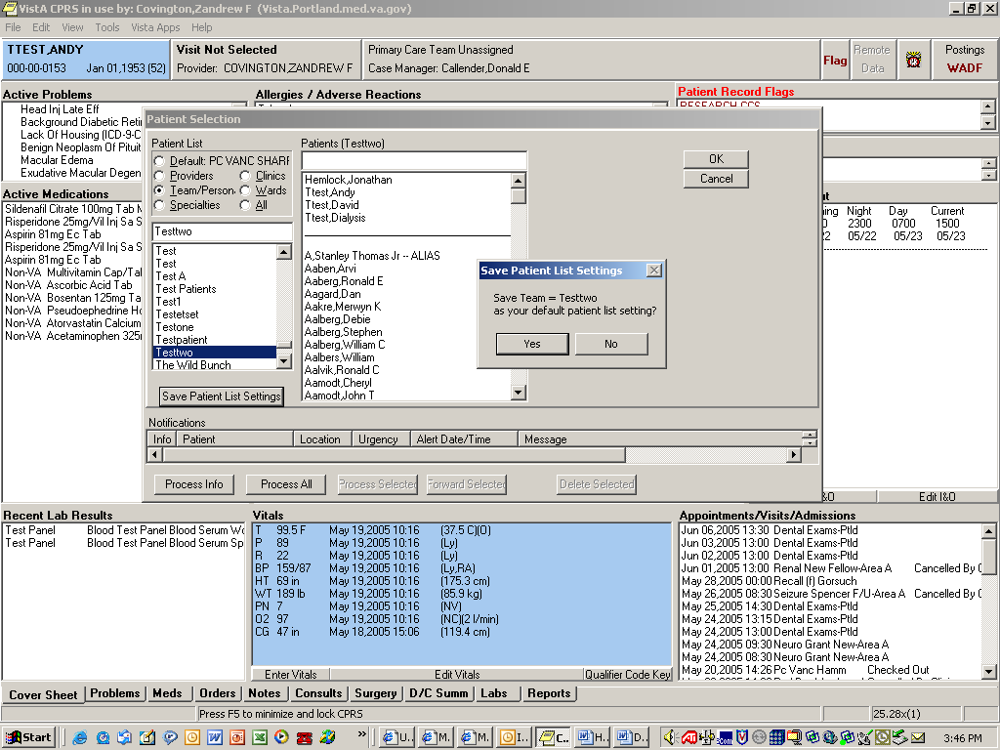 VistA CPRS in use by: Covington,Zandrew F (Vista.Portland.med.va.gov)
File Edit View Tools Vista Apps Help
TTEST,ANDY
000-00-0153 Jan 01,1953 (52)
Visit Not Selected
Provider: COVINGTON,ZANDREW F
Primary Care Team Unassigned
Case Manager: Callender,Donald E
Flag
Remote
Data
Postings
WADF
Active Problems
Head Inj Late Eff
Background Diabetic Reti
Lack Of Housing (ICD-9-C
Benign Neoplasm Of Pituit
Macular Edema
Exudative Macular Degen
Allergies / Adverse Reactions
Patient Record Flags
RESEARCH CCS
Active Medications
Sildenafil Citrate 100mg Tab M
Risperidone 25mg/Vil Inj Sa S
Aspirin 81mg Ec Tab
Risperidone 25mg/Vil Inj Sa S
Aspirin 81mg Ec Tab
Non-VA Multivitamin Cap/Tal
Non-VA Ascorbic Acid Tab
Non-VA Bosentan 125mg Ta
Non-VA Pseudoephedrine Ho
Non-VA Atorvastatin Calcium
Non-VA Acetaminophen 325m
Patient Selection
Patient List
Default: PC VANC SHARP
Providers Clinics
Team/Person Wards
Specialties All
Testtwo
Test
Test
Test A
Test Patients
Test1
Testetset
Testone
Testpatient
Testtwo
The Wild Bunch
Save Patient List Settings
Patients (Testtwo)
Hemlock,Jonathan
Ttest,Andy
Ttest,David
Ttest,Dialysis
A,Stanley Thomas Jr -- ALIAS
Aaben,Arvi
Aaberg,Ronald E
Aagard,Dan
Aakre,Merwyn K
Aalberg,Debie
Aalberg,Stephen
Aalberg,William C
Aalbers,William
Aalvik,Ronald C
Aamodt,Cheryl
Aamodt,John T
OK
Cancel
Save Patient List Settings
Save Team = Testtwo
as your default patient list setting?
Yes No
ut
ning Night Day Current
0 2300 0700 1500
22 05/22 05/23 05/23
Notifications
Info Patient Location Urgency Alert Date/Time Message
Process Info Process All Process Selected Forward Selected Delete Selected
&O Edit I&O
Recent Lab Results
Test Panel Blood Test Panel Blood Serum Wo
Test Panel Blood Test Panel Blood Serum Sp
Vitals
T 99.5 F May 19,2005 10:16 (37.5 C)(O)
P 89 May 19,2005 10:16 (Ly)
R 22 May 19,2005 10:16 (Ly)
BP 159/87 May 19,2005 10:16 (Ly,RA)
HT 69 in May 19,2005 10:16 (175.3 cm)
WT 189 lb May 19,2005 10:16 (85.9 kg)
PN 7 May 19,2005 10:16 (NV)
O2 97 May 19,2005 10:16 (NC)(2 l/min)
CG 47 in May 18,2005 15:06 (119.4 cm)
Enter Vitals Edit Vitals Qualifier Code Key
Appointments/Visits/Admissions
Jun 06,2005 13:30 Dental Exams-Ptld
Jun 03,2005 13:00 Dental Exams-Ptld
Jun 02,2005 13:00 Dental Exams-Ptld
Jun 01,2005 13:00 Renal New Fellow-Area A Cancelled By C
May 28,2005 00:00 Recall (f) Gorsuch
May 26,2005 08:30 Seizure Spencer F/U-Area A Cancelled By C
May 25,2005 14:30 Dental Exams-Ptld
May 24,2005 13:15 Dental Exams-Ptld
May 24,2005 13:00 Dental Exams-Ptld
May 24,2005 09:30 Neuro Grant New-Area A
May 24,2005 08:30 Neuro Grant New-Area A
May 20,2005 14:26 Pc Vanc Hamm Checked Out
Cover Sheet Problems Meds Orders Notes Consults Surgery D/C Summ Labs Reports
Press F5 to minimize and lock CPRS
25.28x(1)
Start
U.. M.. M.. I.. C.. H.. D..
3:46 PM